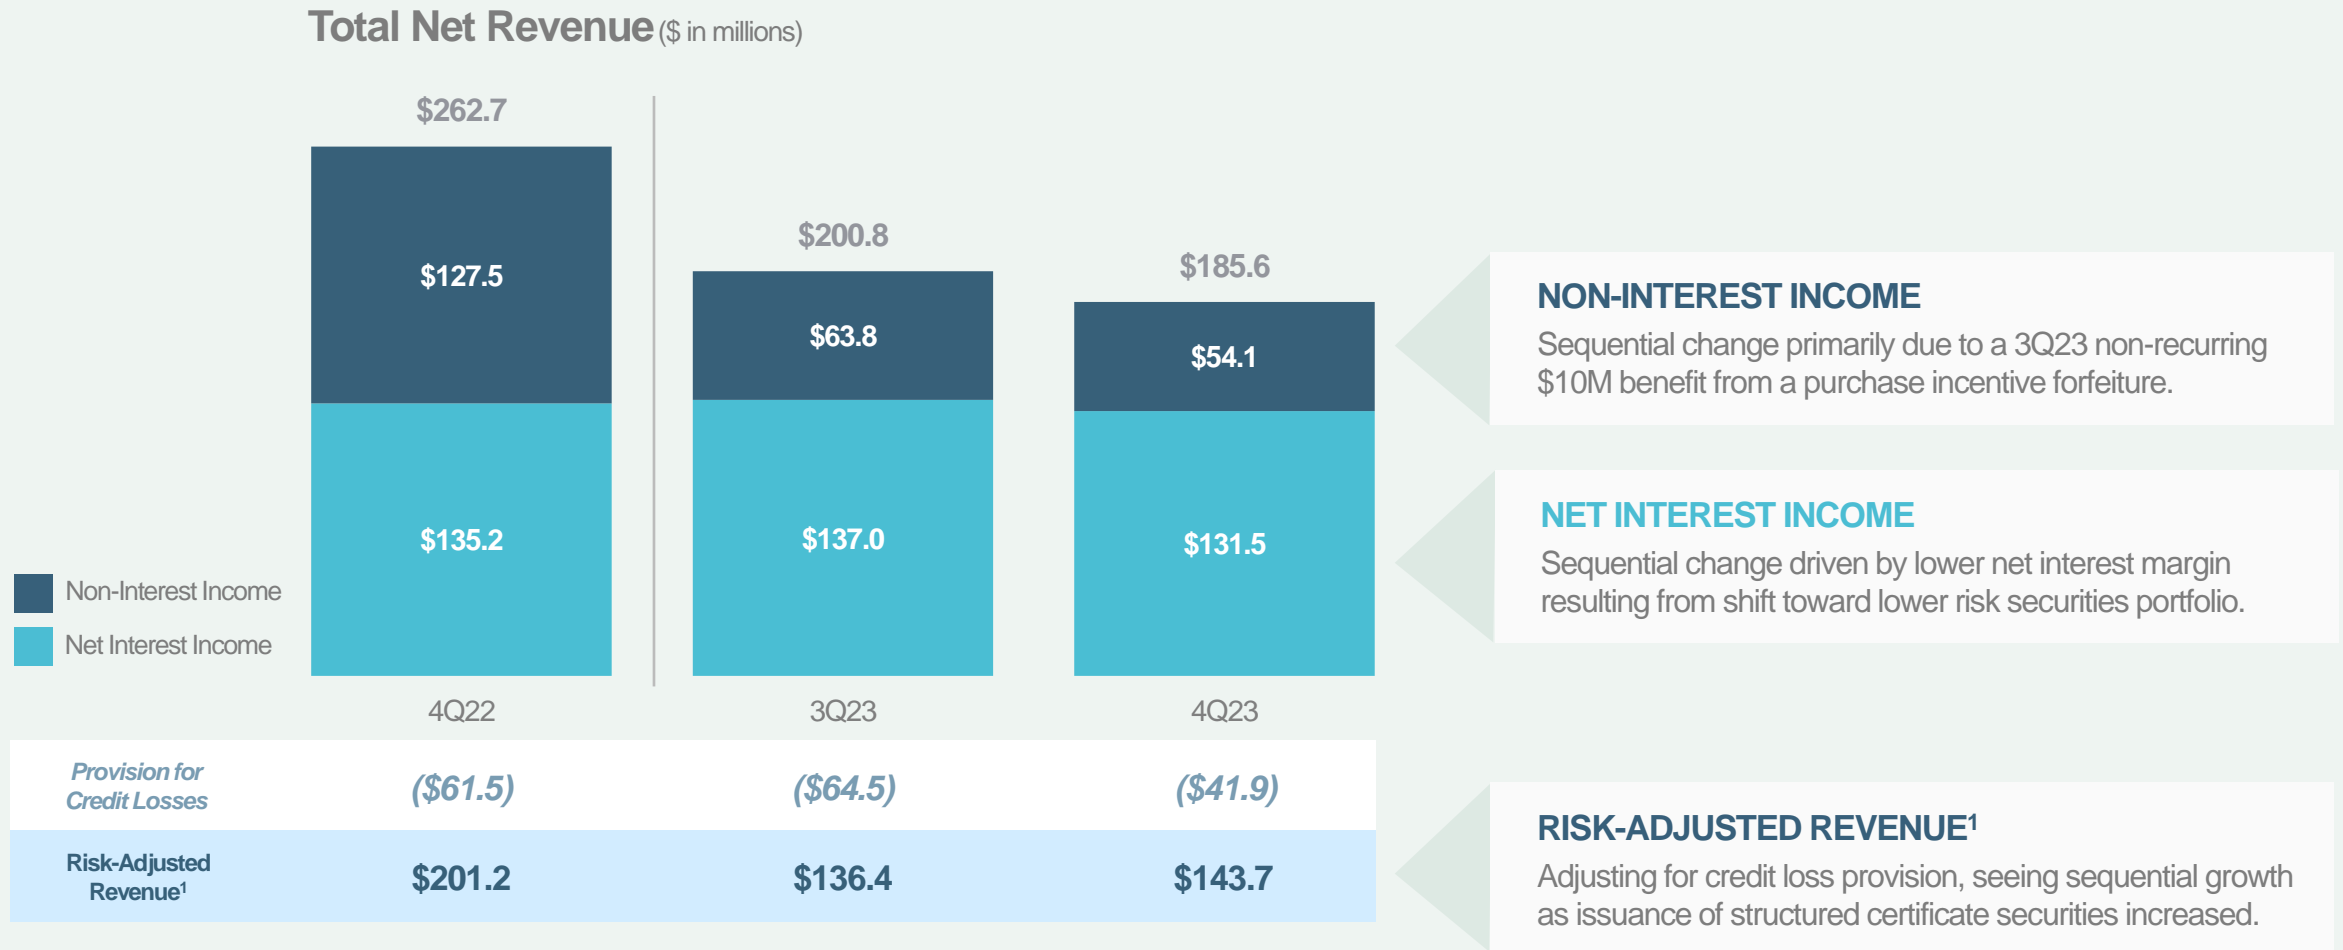 Total Net Revenue ($ in millions)
$262.7
$200.8
$185.6
$127.5
$63.8
$54.1
$135.2
$137.0
$131.5
Non-Interest Income
Net Interest Income
4Q22
3Q23
4Q23
Provision for
Credit Losses
($61.5)
($64.5)
($41.9)
Risk-Adjusted
Revenue¹
$201.2
$136.4
$143.7
NON-INTEREST INCOME
Sequential change primarily due to a 3Q23 non-recurring
$10M benefit from a purchase incentive forfeiture.
NET INTEREST INCOME
Sequential change driven by lower net interest margin
resulting from shift toward lower risk securities portfolio.
RISK-ADJUSTED REVENUE¹
Adjusting for credit loss provision, seeing sequential growth
as issuance of structured certificate securities increased.